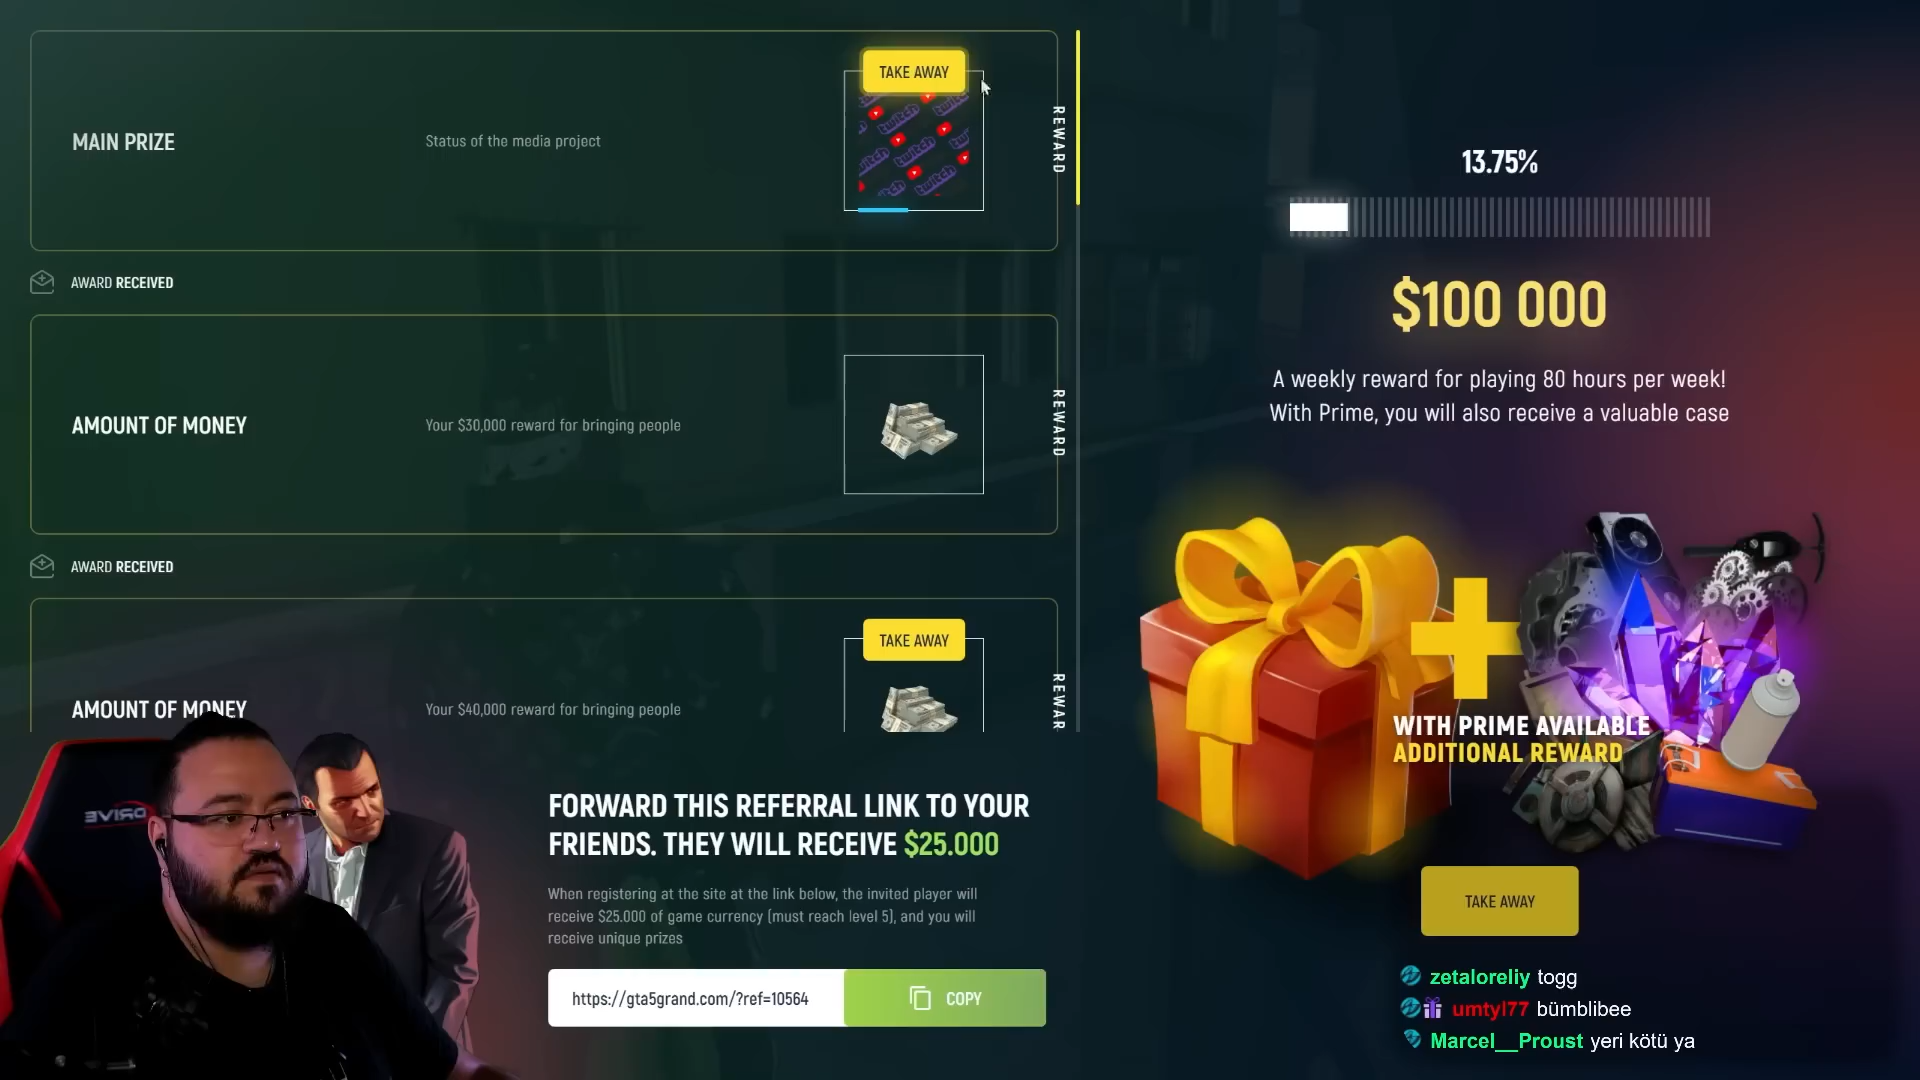 TAKE AWAY
MAIN PRIZE
Status of the media project
twitch
twitch
twitch
twitch
REWARD
AWARD RECEIVED
AMOUNT OF MONEY
Your $30,000 reward for bringing people
REWARD
AWARD RECEIVED
TAKE AWAY
AMOUNT OF MONEY
Your $40,000 reward for bringing people
REWAR
DRIVE
FORWARD THIS REFERRAL LINK TO YOUR
FRIENDS. THEY WILL RECEIVE $25.000
When registering at the site at the link below, the invited player will
receive $25.000 of game currency (must reach level 5), and you will
receive unique prizes
https://gta5grand.com/?ref=10564
COPY
13.75%
$100 000
A weekly reward for playing 80 hours per week!
With Prime, you will also receive a valuable case
WITH PRIME AVAILABLE
ADDITIONAL REWARD
TAKE AWAY
zetaloreliy togg
umtyl77 bümblibee
Marcel__Proust yeri kötü ya